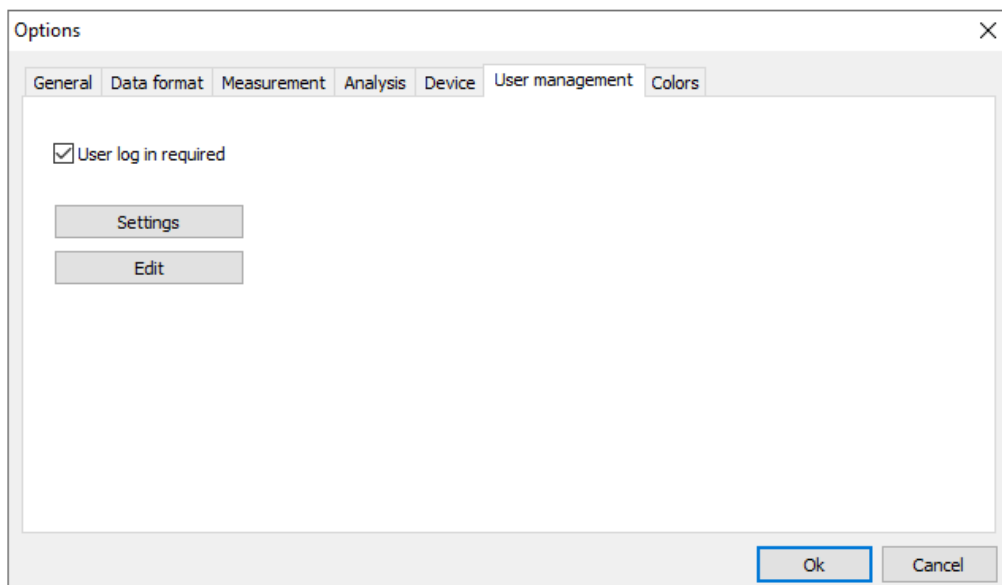 Options
General Data format Measurement Analysis Device User management Colors
User log in required
Settings
Edit
Ok Cancel